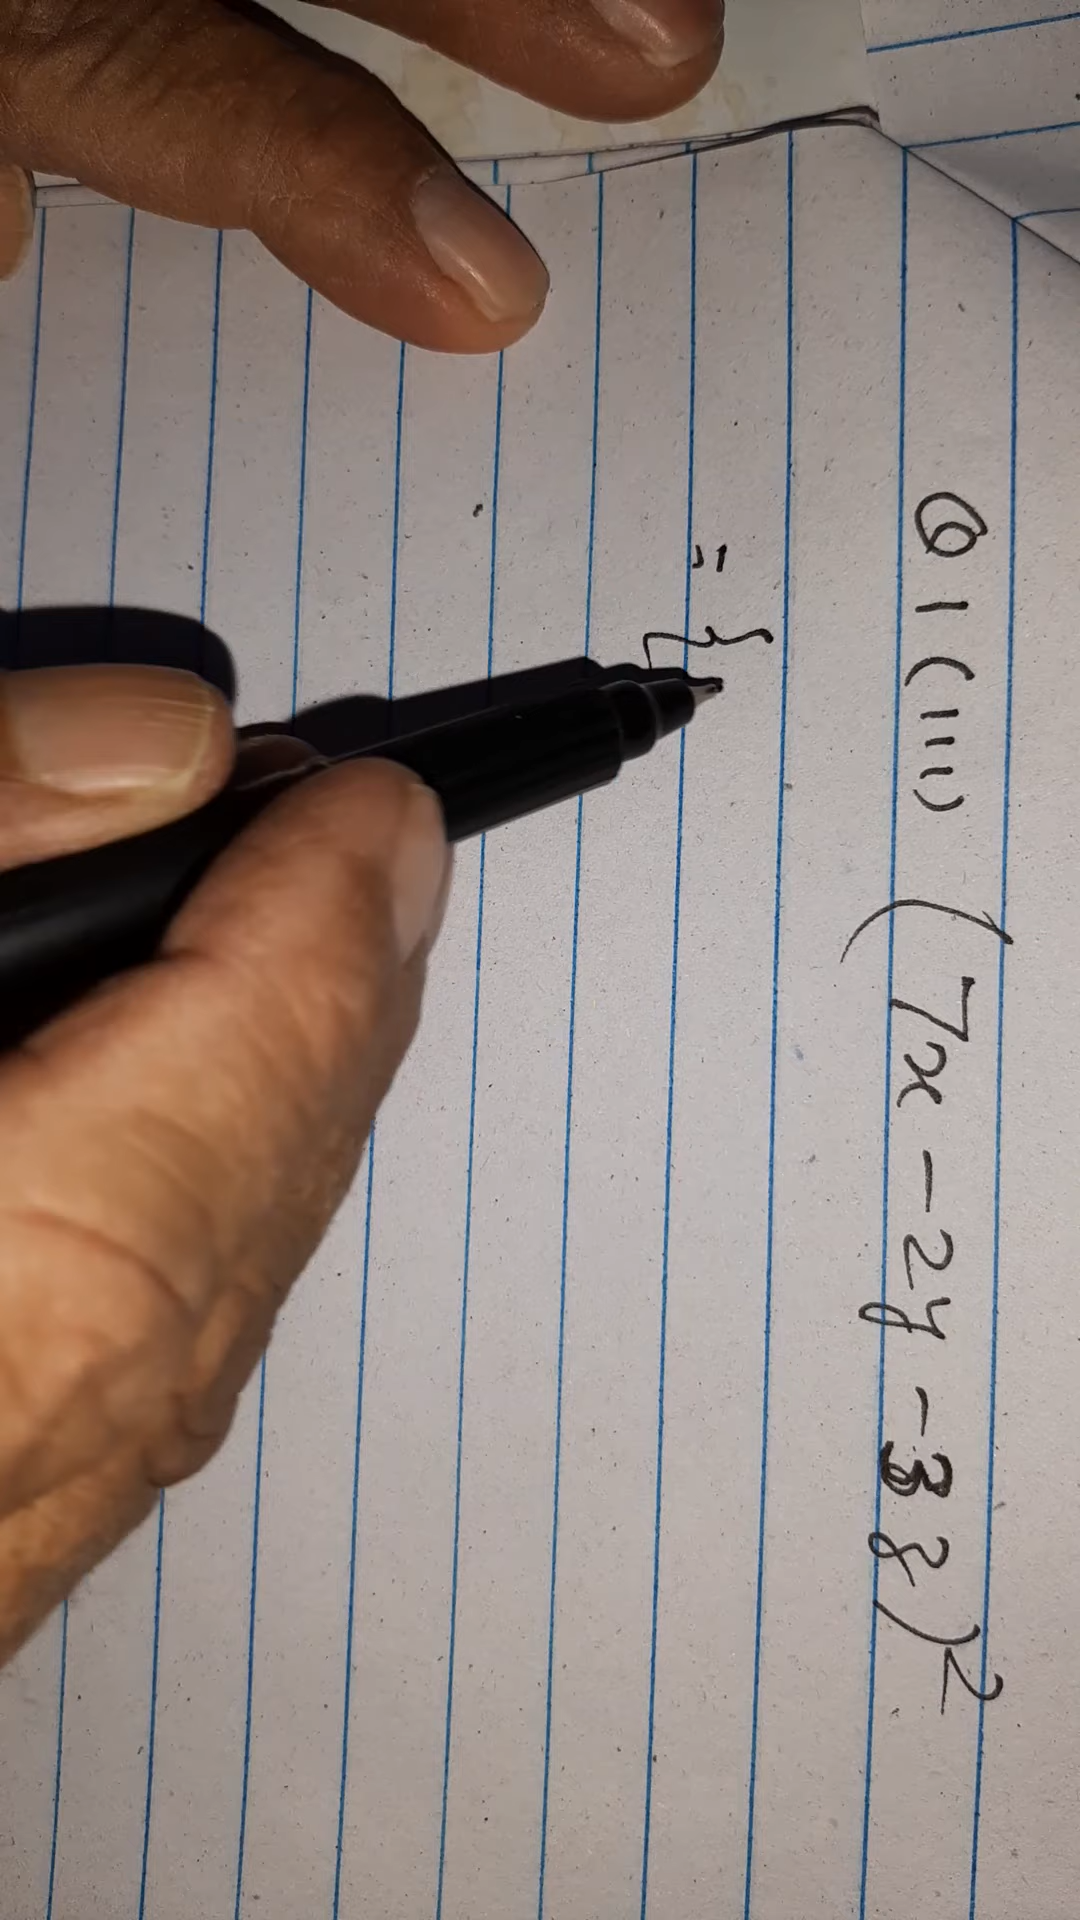 Q1(iii) (7x - 2y - 3z)²
= {